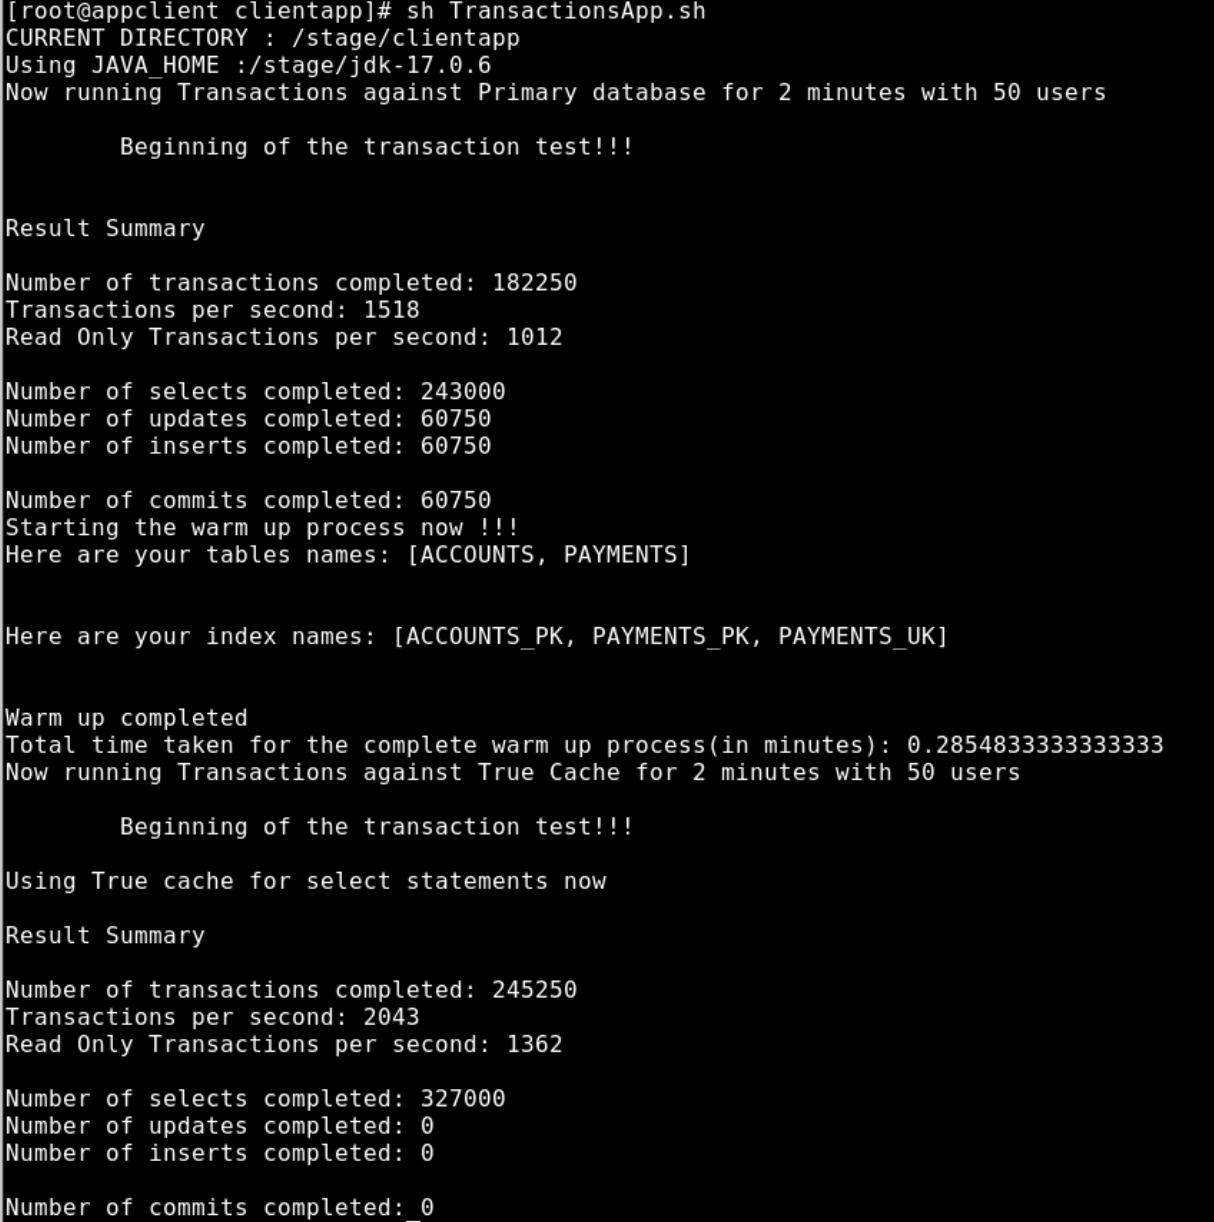 [root@appclient clientapp]# sh TransactionsApp.sh
CURRENT DIRECTORY : /stage/clientapp
Using JAVA_HOME :/stage/jdk-17.0.6
Now running Transactions against Primary database for 2 minutes with 50 users
Beginning of the transaction test!!!
Result Summary
Number of transactions completed: 182250
Transactions per second: 1518
Read Only Transactions per second: 1012
Number of selects completed: 243000
Number of updates completed: 60750
Number of inserts completed: 60750
Number of commits completed: 60750
Starting the warm up process now !!!
Here are your tables names: [ACCOUNTS, PAYMENTS]
Here are your index names: [ACCOUNTS_PK, PAYMENTS_PK, PAYMENTS_UK]
Warm up completed
Total time taken for the complete warm up process(in minutes): 0.2854833333333333
Now running Transactions against True Cache for 2 minutes with 50 users
Beginning of the transaction test!!!
Using True cache for select statements now
Result Summary
Number of transactions completed: 245250
Transactions per second: 2043
Read Only Transactions per second: 1362
Number of selects completed: 327000
Number of updates completed: 0
Number of inserts completed: 0
Number of commits completed: 0